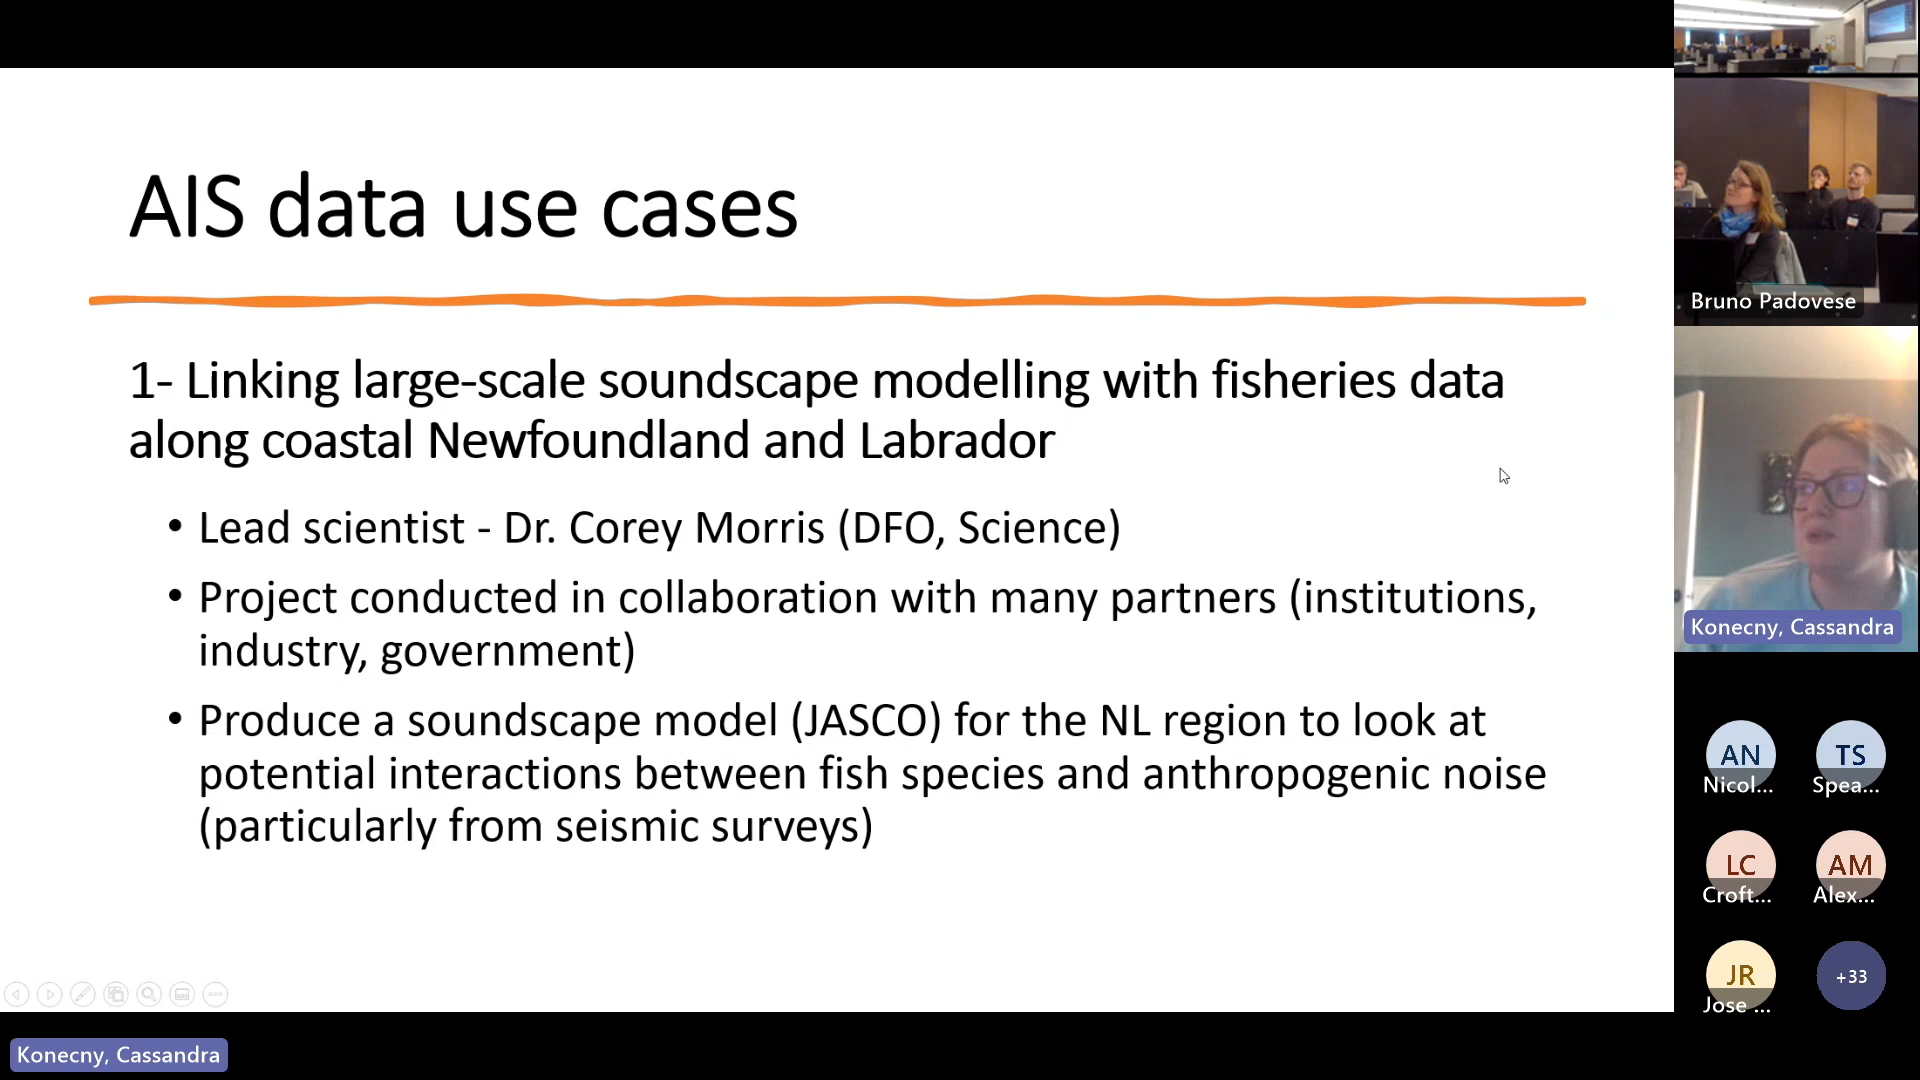 AIS data use cases
1- Linking large-scale soundscape modelling with fisheries data
along coastal Newfoundland and Labrador
• Lead scientist - Dr. Corey Morris (DFO, Science)
• Project conducted in collaboration with many partners (institutions,
industry, government)
• Produce a soundscape model (JASCO) for the NL region to look at
potential interactions between fish species and anthropogenic noise
(particularly from seismic surveys)
Konecny, Cassandra
Bruno Padovese
Konecny, Cassandra
AN
Nicol...
TS
Spea...
LC
Croft...
AM
Alex...
JR
Jose ...
+33